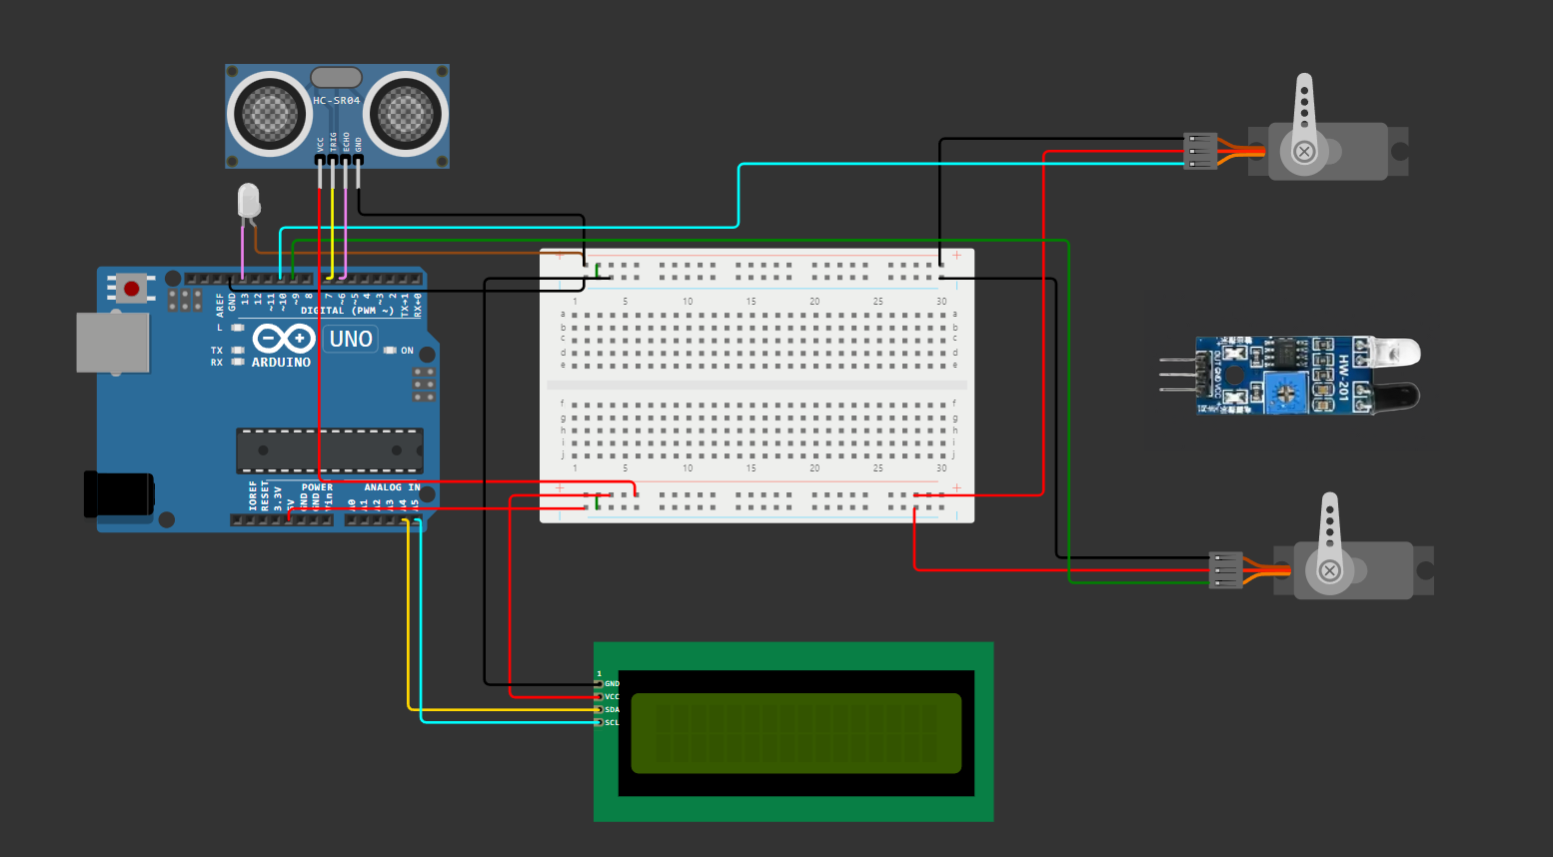 HC-SR04
VCC
TRIG
ECHO
GND
AREF
GND
13
12
~11
~10
~9
8
7
~6
~5
4
~3
2
TX→1
RX←0
DIGITAL (PWM ~)
L
TX
RX
ARDUINO
UNO
ON
IOREF
RESET
3.3V
5V
GND
GND
Vin
POWER
ANALOG IN
A0
A1
A2
A3
A4
A5
+ +
- -
1 5 10 15 20 25 30
a a
b b
c c
d d
e e
f f
g g
h h
i i
j j
1 5 10 15 20 25 30
+ +
- -
OUT GND VCC
HW-201
1
GND
VCC
SDA
SCL